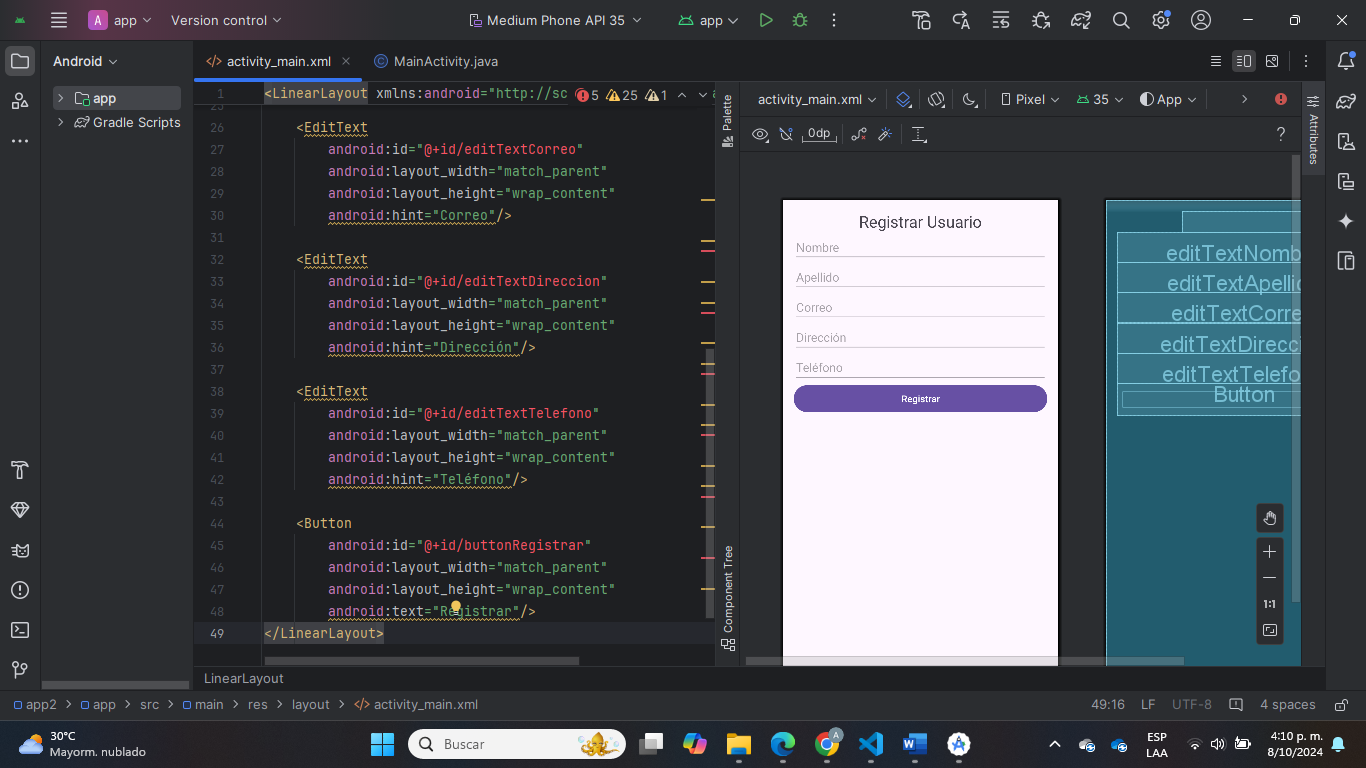 A app Version control Medium Phone API 35 app
Android activity_main.xml MainActivity.java
app
Gradle Scripts
1 <LinearLayout xmlns:android="http://sc 5 25 1
26 <EditText
27 android:id="@+id/editTextCorreo"
28 android:layout_width="match_parent"
29 android:layout_height="wrap_content"
30 android:hint="Correo"/>
31
32 <EditText
33 android:id="@+id/editTextDireccion"
34 android:layout_width="match_parent"
35 android:layout_height="wrap_content"
36 android:hint="Dirección"/>
37
38 <EditText
39 android:id="@+id/editTextTelefono"
40 android:layout_width="match_parent"
41 android:layout_height="wrap_content"
42 android:hint="Teléfono"/>
43
44 <Button
45 android:id="@+id/buttonRegistrar"
46 android:layout_width="match_parent"
47 android:layout_height="wrap_content"
48 android:text="Registrar"/>
49 </LinearLayout>
LinearLayout
Palette
Component Tree
activity_main.xml Pixel 35 App
0dp ?
Attributes
Registrar Usuario
Nombre
Apellido
Correo
Dirección
Teléfono
Registrar
editTextNomb
editTextApellic
editTextCorre
editTextDirecci
editTextTelefo
Button
1:1
app2 app src main res layout activity_main.xml 49:16 LF UTF-8 4 spaces
30°C
Mayorm. nublado
Buscar
A
ESP
LAA
4:10 p. m.
8/10/2024